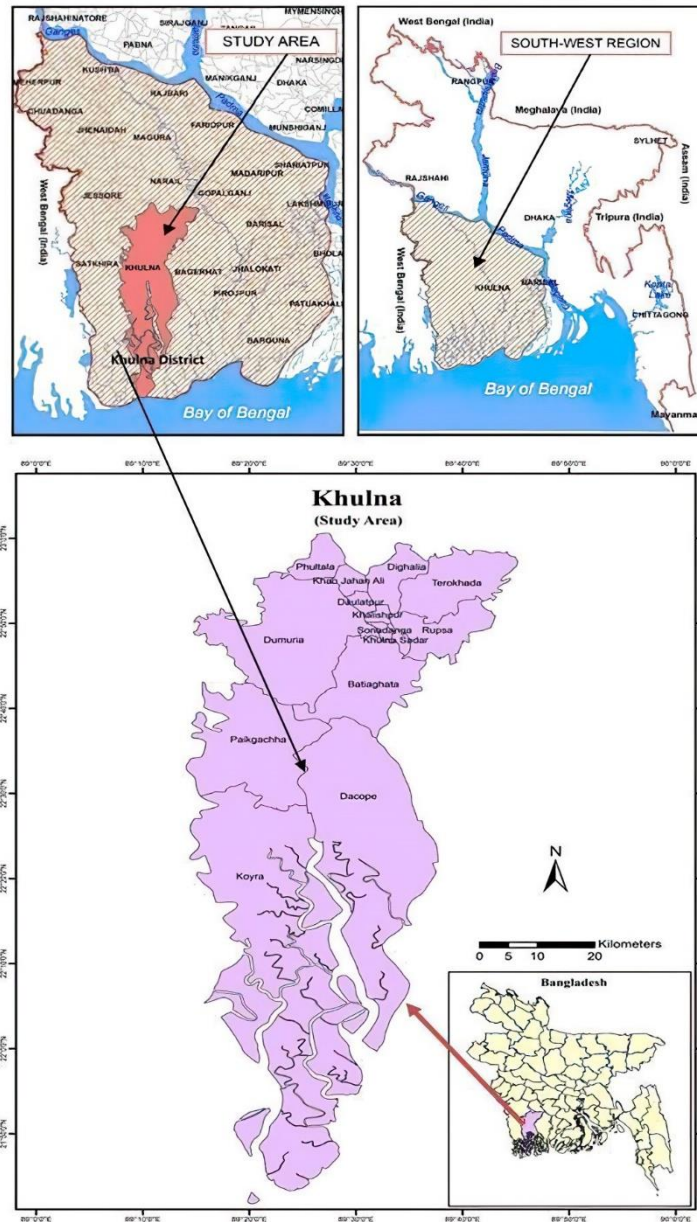 MYMENSINGH
RAJSHAHI
NATORE
SIRAJGANJ
Ganges
PABNA
STUDY AREA
NARSINGDI
KUSHTIA
MANIKGANJ
DHAKA
MEHERPUR
RAJBARI
Padma
COMILLA
CHUADANGA
FARIDPUR
MUNSHIGANJ
JHENAIDAH
MAGURA
SHARIATPUR
NARAIL
MADARIPUR
JESSORE
GOPALGANJ
LAKSHMIPUR
West Bengal (India)
BARISAL
SATKHIRA
KHULNA
BAGERHAT
JHALOKATI
BHOLA
PIROJPUR
PATUAKHALI
Khulna District
BARGUNA
Bay of Bengal
West Bengal (India)
SOUTH-WEST REGION
RANGPUR
Meghalaya (India)
SYLHET
Assam (India)
RAJSHAHI
Jamuna
Ganges
DHAKA
Meghna
Tripura (India)
Padma
West Bengal (India)
KHULNA
BARISAL
Lake
CHITTAGONG
Bay of Bengal
Mayanmar
Khulna
(Study Area)
Phultala
Dighalia
Khan Jahan Ali
Terokhada
Daulatpur
Khalishpur
Sonadanga
Rupsa
Khulna Sadar
Dumuria
Batiaghata
Paikgachha
Dacope
Koyra
N
0 5 10 20 Kilometers
Bangladesh